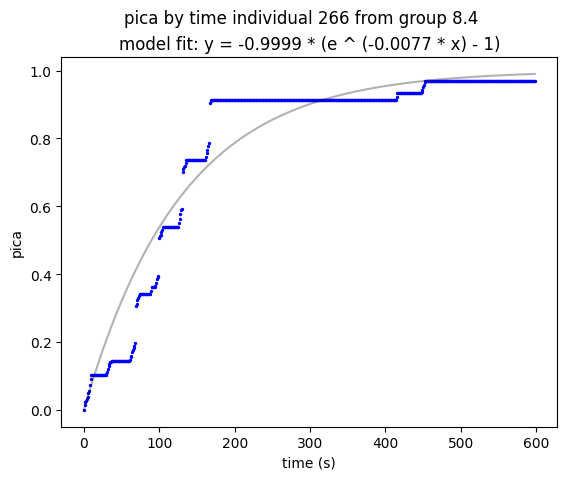 pica by time individual 266 from group 8.4
model fit: y = -0.9999 * (e ^ (-0.0077 * x) - 1)
1.0
0.8
0.6
0.4
0.2
0.0
pica
0 100 200 300 400 500 600
time (s)